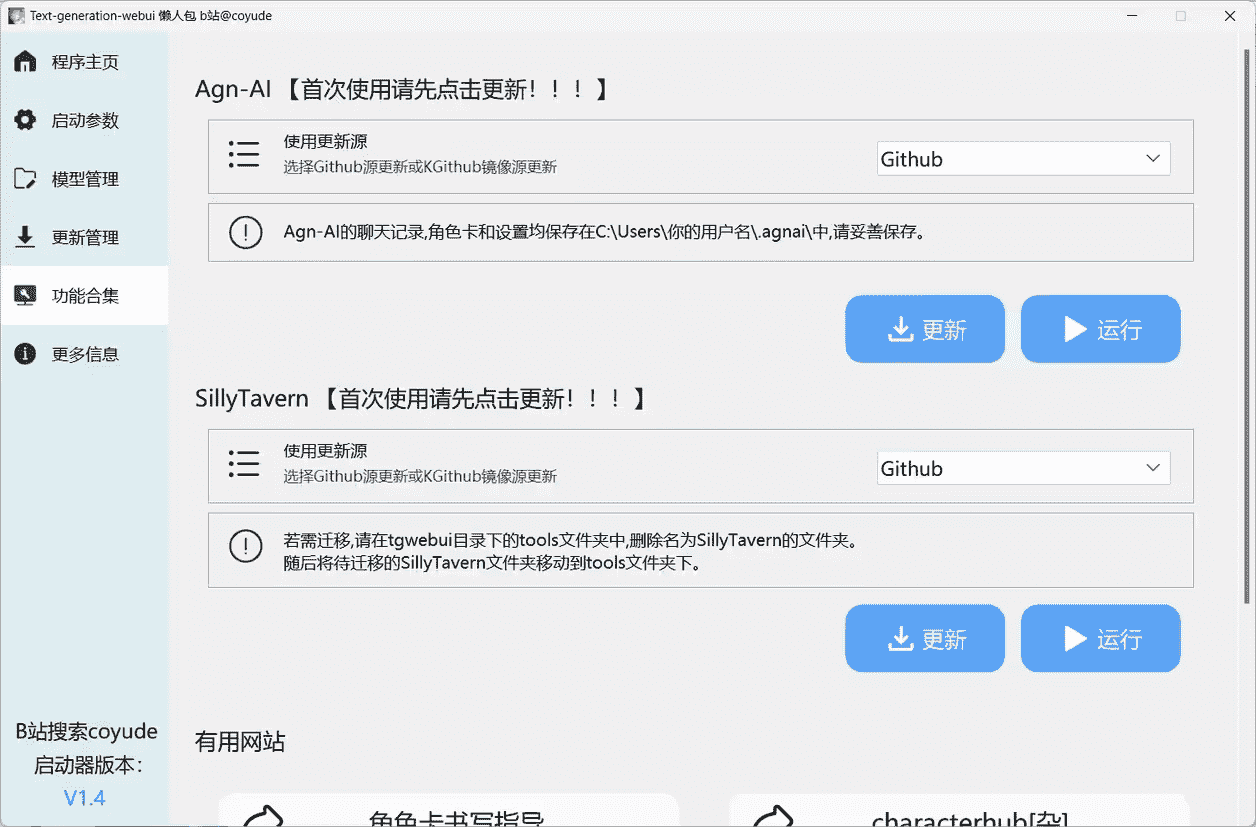 Text-generation-webui 懒人包 b站@coyude
程序主页
启动参数
模型管理
更新管理
功能合集
更多信息
B站搜索coyude
启动器版本:
V1.4
Agn-AI 【首次使用请先点击更新！！！】
使用更新源
选择Github源更新或KGithub镜像源更新
Github
Agn-AI的聊天记录,角色卡和设置均保存在C:\Users\你的用户名\.agnai\中,请妥善保存。
更新
运行
SillyTavern 【首次使用请先点击更新！！！】
使用更新源
选择Github源更新或KGithub镜像源更新
Github
若需迁移,请在tgwebui目录下的tools文件夹中,删除名为SillyTavern的文件夹。
随后将待迁移的SillyTavern文件夹移动到tools文件夹下。
更新
运行
有用网站
角色卡书写指导
characterhub[杂]